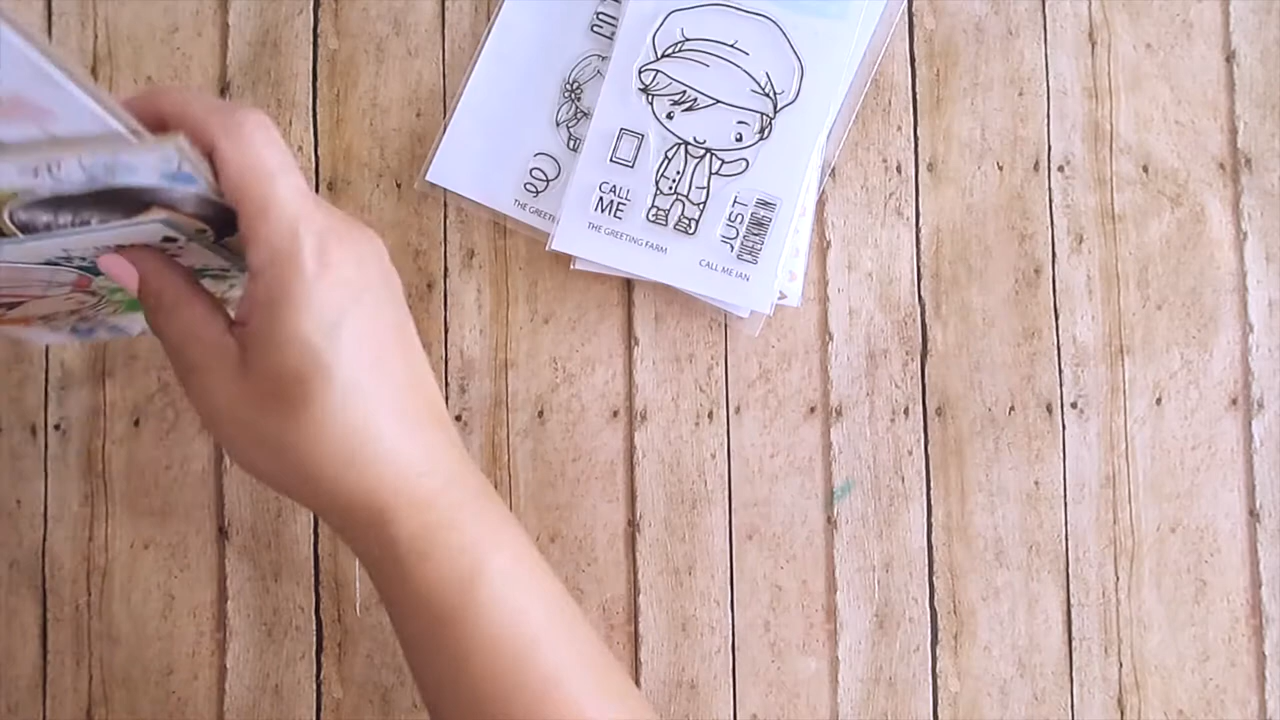 CALL
ME
JUST
CHECKING IN
THE GREETING FARM
CALL ME IAN